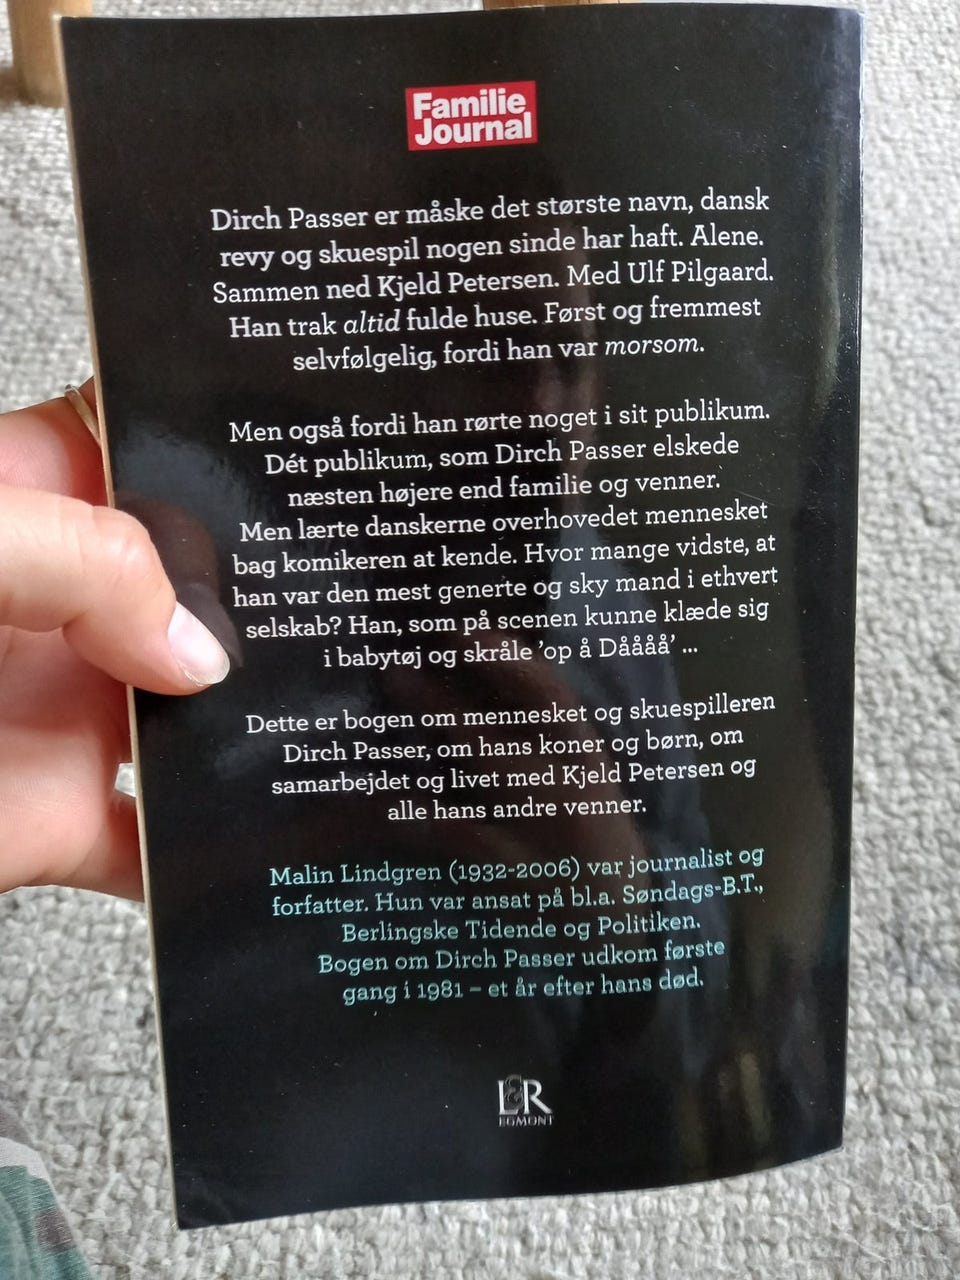 Familie
Journal
Dirch Passer er måske det største navn, dansk
revy og skuespil nogen sinde har haft. Alene.
Sammen ned Kjeld Petersen. Med Ulf Pilgaard.
Han trak altid fulde huse. Først og fremmest
selvfølgelig, fordi han var morsom.
Men også fordi han rørte noget i sit publikum.
Dét publikum, som Dirch Passer elskede
næsten højere end familie og venner.
Men lærte danskerne overhovedet mennesket
bag komikeren at kende. Hvor mange vidste, at
han var den mest generte og sky mand i ethvert
selskab? Han, som på scenen kunne klæde sig
i babytøj og skråle ’op å Dåååå’ ...
Dette er bogen om mennesket og skuespilleren
Dirch Passer, om hans koner og børn, om
samarbejdet og livet med Kjeld Petersen og
alle hans andre venner.
Malin Lindgren (1932-2006) var journalist og
forfatter. Hun var ansat på bl.a. Søndags-B.T.,
Berlingske Tidende og Politiken.
Bogen om Dirch Passer udkom første
gang i 1981 – et år efter hans død.
L&R
EGMONT